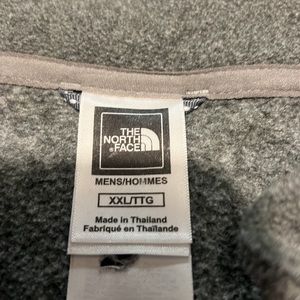 THE
NORTH
FACE
MENS/HOMMES
XXL/TTG
Made in Thailand
Fabriqué en Thaïlande